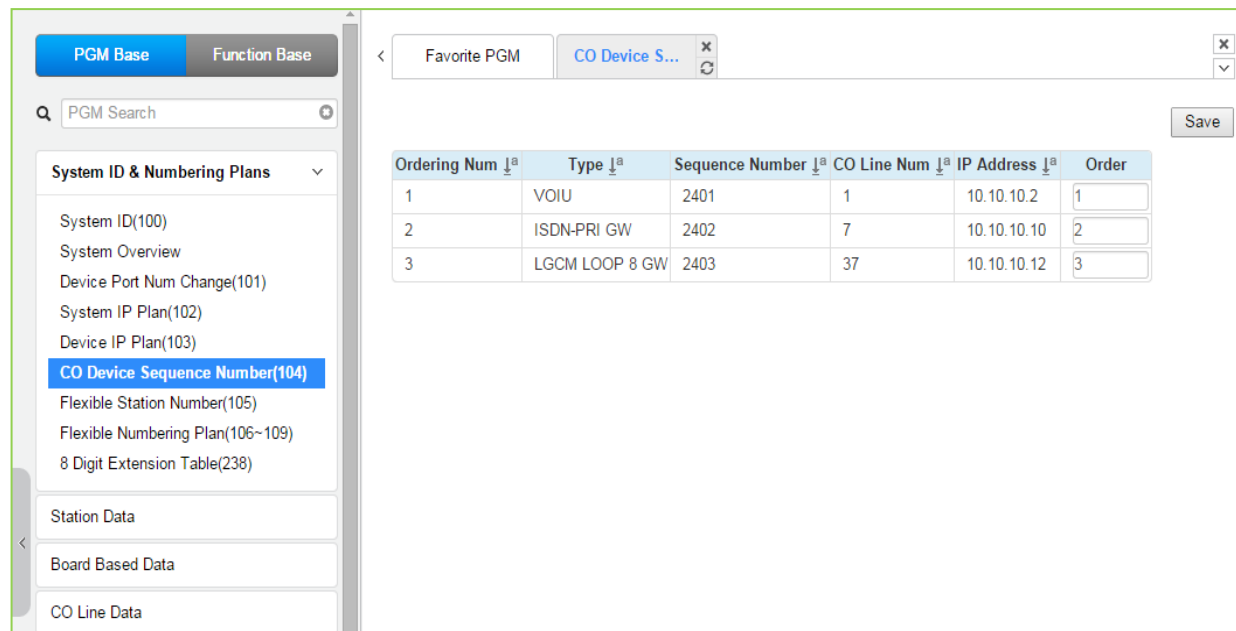 PGM Base
Function Base
PGM Search
System ID & Numbering Plans
System ID(100)
System Overview
Device Port Num Change(101)
System IP Plan(102)
Device IP Plan(103)
CO Device Sequence Number(104)
Flexible Station Number(105)
Flexible Numbering Plan(106~109)
8 Digit Extension Table(238)
Station Data
Board Based Data
CO Line Data
Favorite PGM
CO Device S...
Save
Ordering Num Type Sequence Number CO Line Num IP Address Order
1 VOIU 2401 1 10.10.10.2 1
2 ISDN-PRI GW 2402 7 10.10.10.10 2
3 LGCM LOOP 8 GW 2403 37 10.10.10.12 3